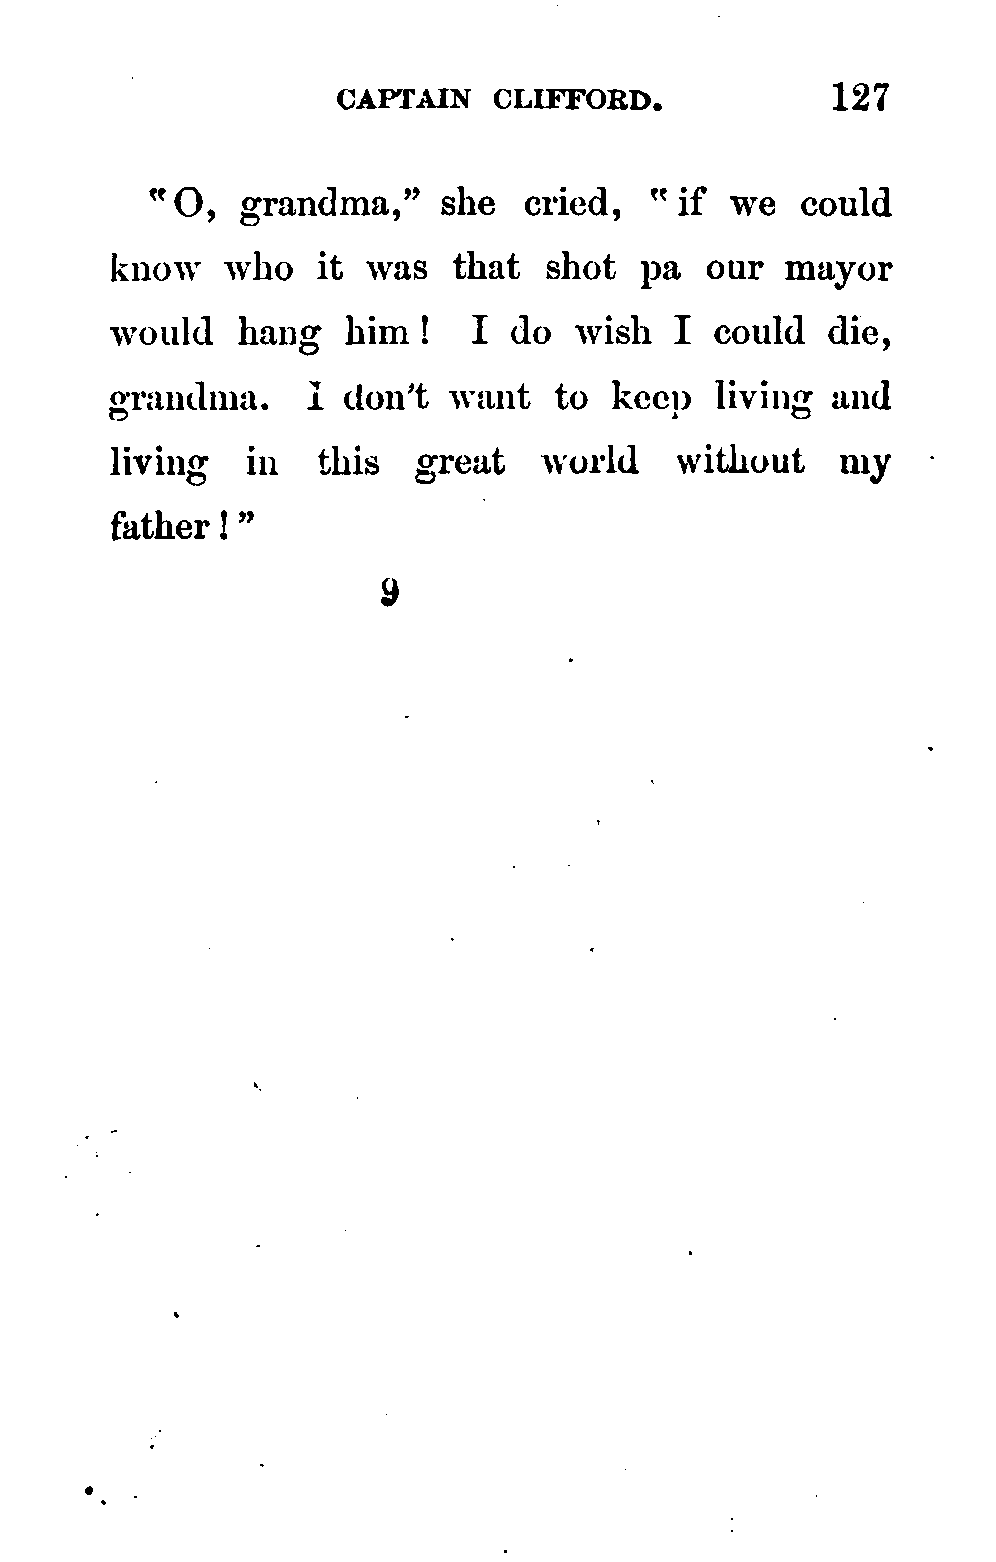 CAPTAIN CLIFFORD. 127
"O, grandma," she cried, "if we could
know who it was that shot pa our mayor
would hang him! I do wish I could die,
grandma. I don't want to keep living and
living in this great world without my
father!"
9